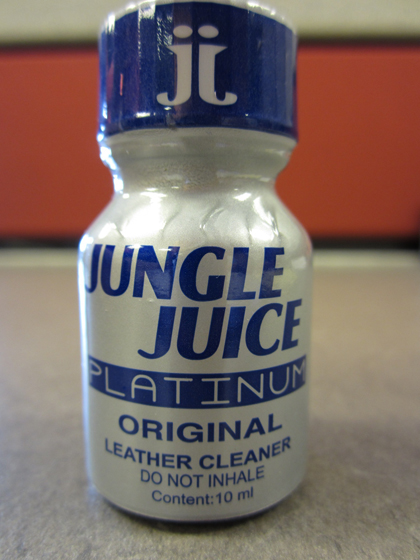 jj
JUNGLE
JUICE
PLATINUM
ORIGINAL
LEATHER CLEANER
DO NOT INHALE
Content:10 ml